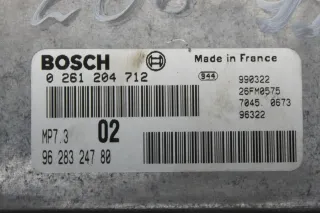 BOSCH
Made in France
0 261 204 712
S44
990322
26FM0575
7045. 0673
96322
MP7.3 02
96 283 247 80